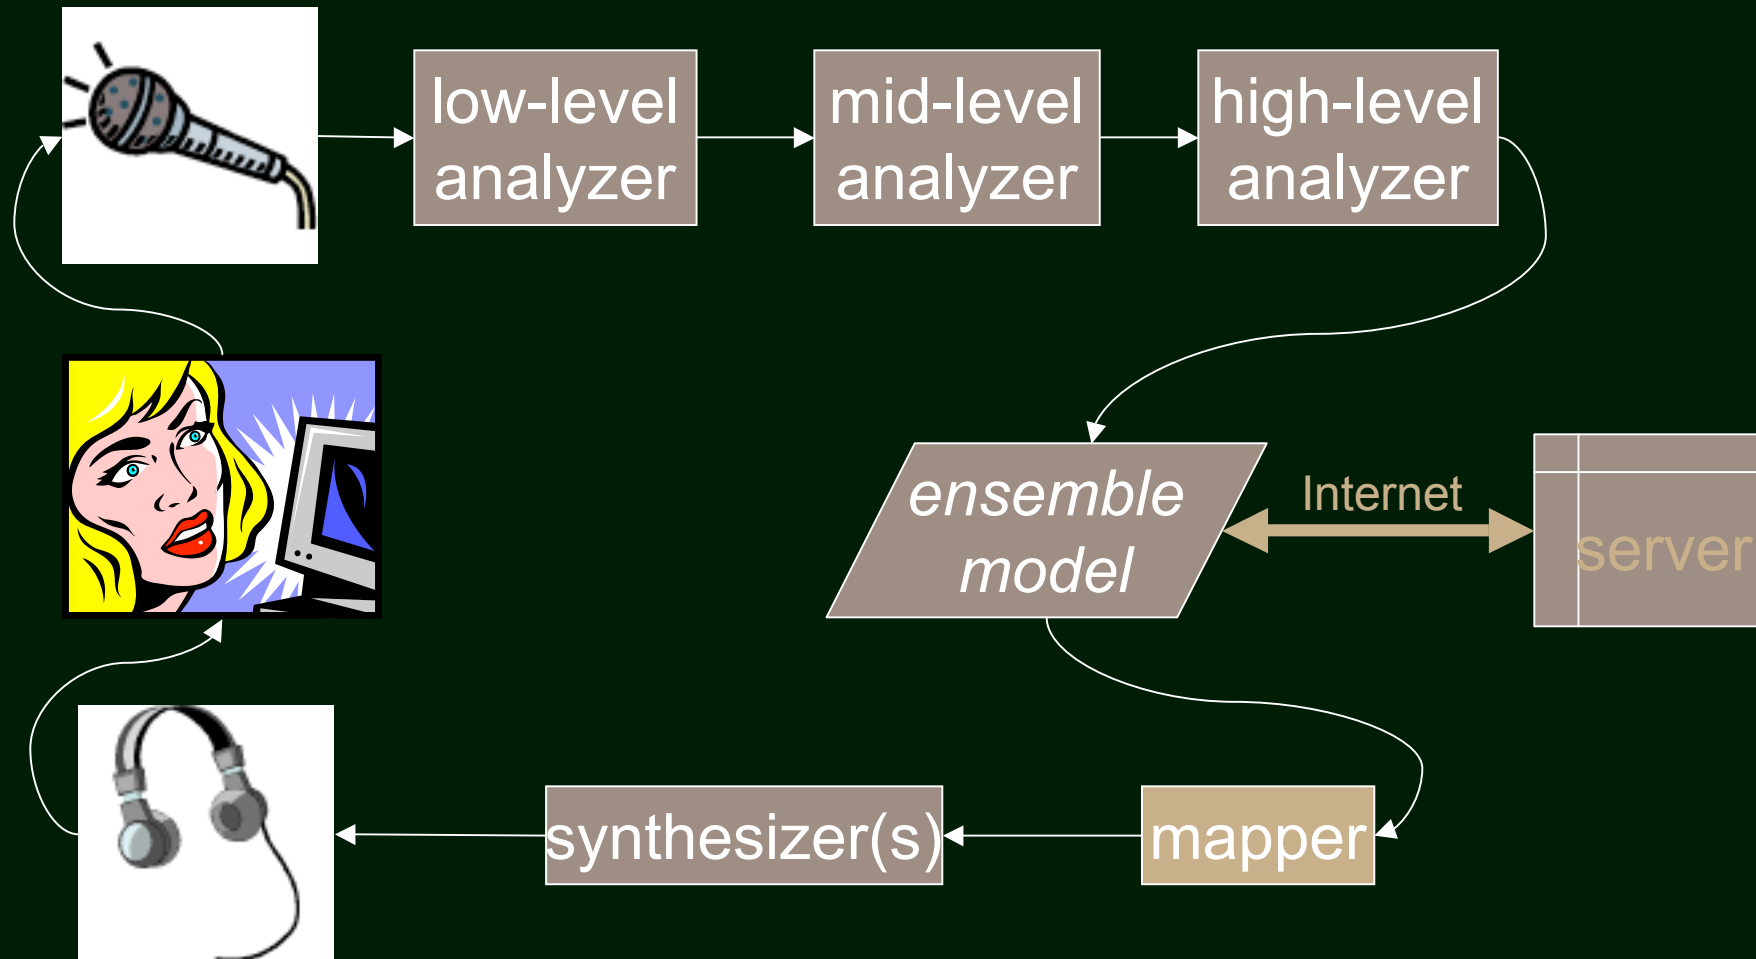 low-level
analyzer
mid-level
analyzer
high-level
analyzer
ensemble
model
Internet
server
synthesizer(s)
mapper